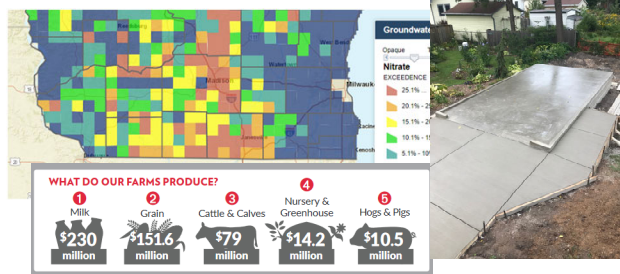 Madison
West Bend
Milwauk
Groundwate
Opaque
Nitrate
EXCEEDENCE
25.1%
20.1% - 2
15.1% - 2
10.1% - 1
5.1% - 10
WHAT DO OUR FARMS PRODUCE?
1 2 3 4 5
Milk
Grain
Cattle & Calves
Nursery &
Greenhouse
Hogs & Pigs
$230
million
$151.6
million
$79
million
$14.2
million
$10.5
million